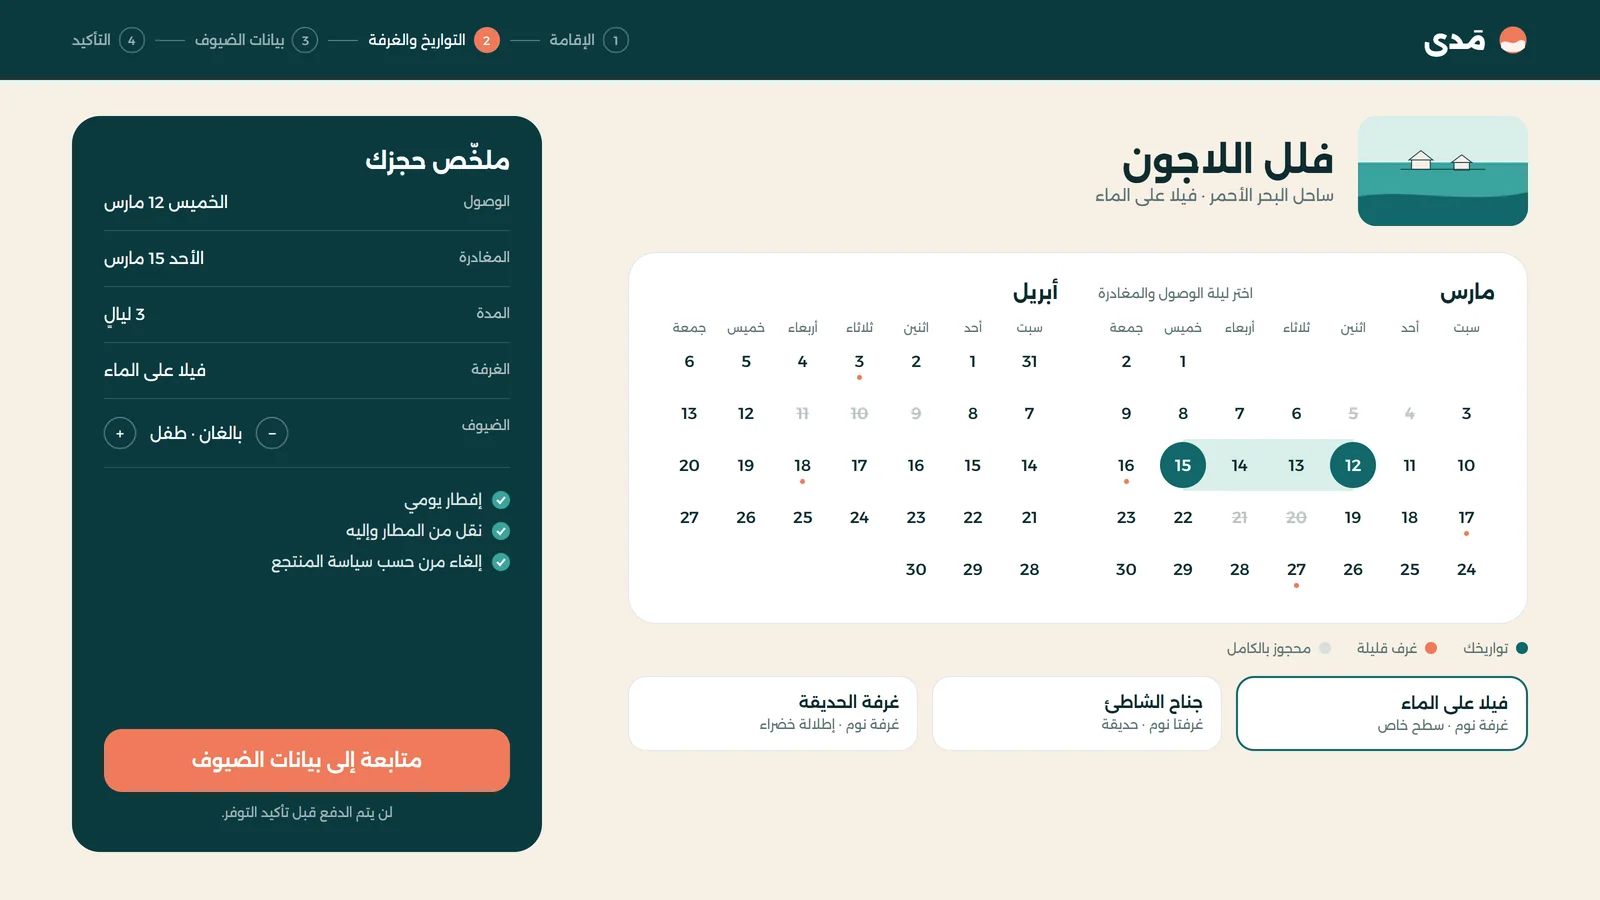 مَدى
1 الإقامة
2 التواريخ والغرفة
3 بيانات الضيوف
4 التأكيد
فلل اللاجون
ساحل البحر الأحمر · فيلا على الماء
مارس
اختر ليلة الوصول والمغادرة
سبت أحد اثنين ثلاثاء أربعاء خميس جمعة
1 2
3 4 5 6 7 8 9
10 11 12 13 14 15 16
17 18 19 20 21 22 23
24 25 26 27 28 29 30
أبريل
سبت أحد اثنين ثلاثاء أربعاء خميس جمعة
31 1 2 3 4 5 6
7 8 9 10 11 12 13
14 15 16 17 18 19 20
21 22 23 24 25 26 27
28 29 30
تواريخك
غرف قليلة
محجوز بالكامل
فيلا على الماء
غرفة نوم · سطح خاص
جناح الشاطئ
غرفتا نوم · حديقة
غرفة الحديقة
غرفة نوم · إطلالة خضراء
ملخّص حجزك
الوصول الخميس 12 مارس
المغادرة الأحد 15 مارس
المدة 3 ليالٍ
الغرفة فيلا على الماء
الضيوف − بالغان · طفل +
إفطار يومي
نقل من المطار وإليه
إلغاء مرن حسب سياسة المنتجع
متابعة إلى بيانات الضيوف
لن يتم الدفع قبل تأكيد التوفر.